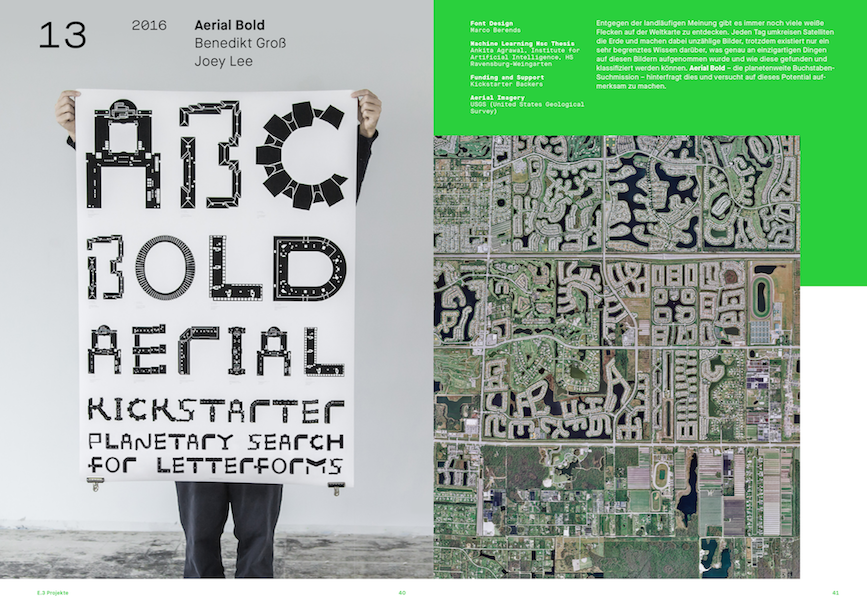 13
2016
Aerial Bold
Benedikt Groß
Joey Lee
ABC
BOLD
AERIAL
KICKSTARTER
PLANETARY SEARCH
FOR LETTERFORMS
Font Design
Marco Berends
Machine Learning Msc Thesis
Ankita Agrawal, Institute for
Artificial Intelligence, HS
Ravensburg-Weingarten
Funding and Support
Kickstarter Backers
Aerial Imagery
USGS (United States Geological
Survey)
Entgegen der landläufigen Meinung gibt es immer noch viele weiße
Flecken auf der Weltkarte zu entdecken. Jeden Tag umkreisen Satelliten
die Erde und machen dabei unzählige Bilder, trotzdem existiert nur ein
sehr begrenztes Wissen darüber, was genau an einzigartigen Dingen
auf diesen Bildern aufgenommen wurde und wie diese gefunden und
klassifiziert werden können. Aerial Bold – die planetenweite Buchstaben-
Suchmission – hinterfragt dies und versucht auf dieses Potential auf-
merksam zu machen.
E.3 Projekte
40
41